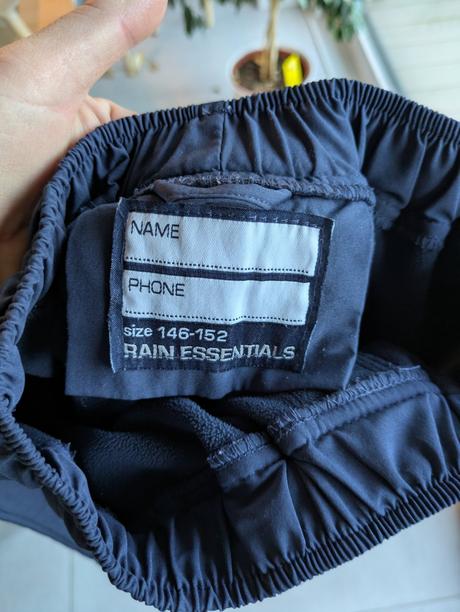 NAME
PHONE
size 146-152
RAIN ESSENTIALS